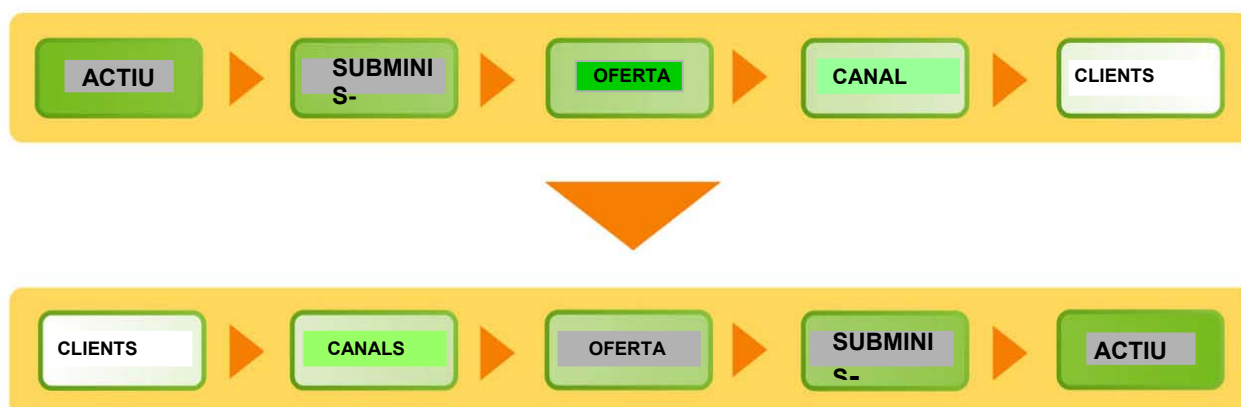 ACTIU
SUBMINI
S-
OFERTA
CANAL
CLIENTS
CLIENTS
CANALS
OFERTA
SUBMINI
S-
ACTIU